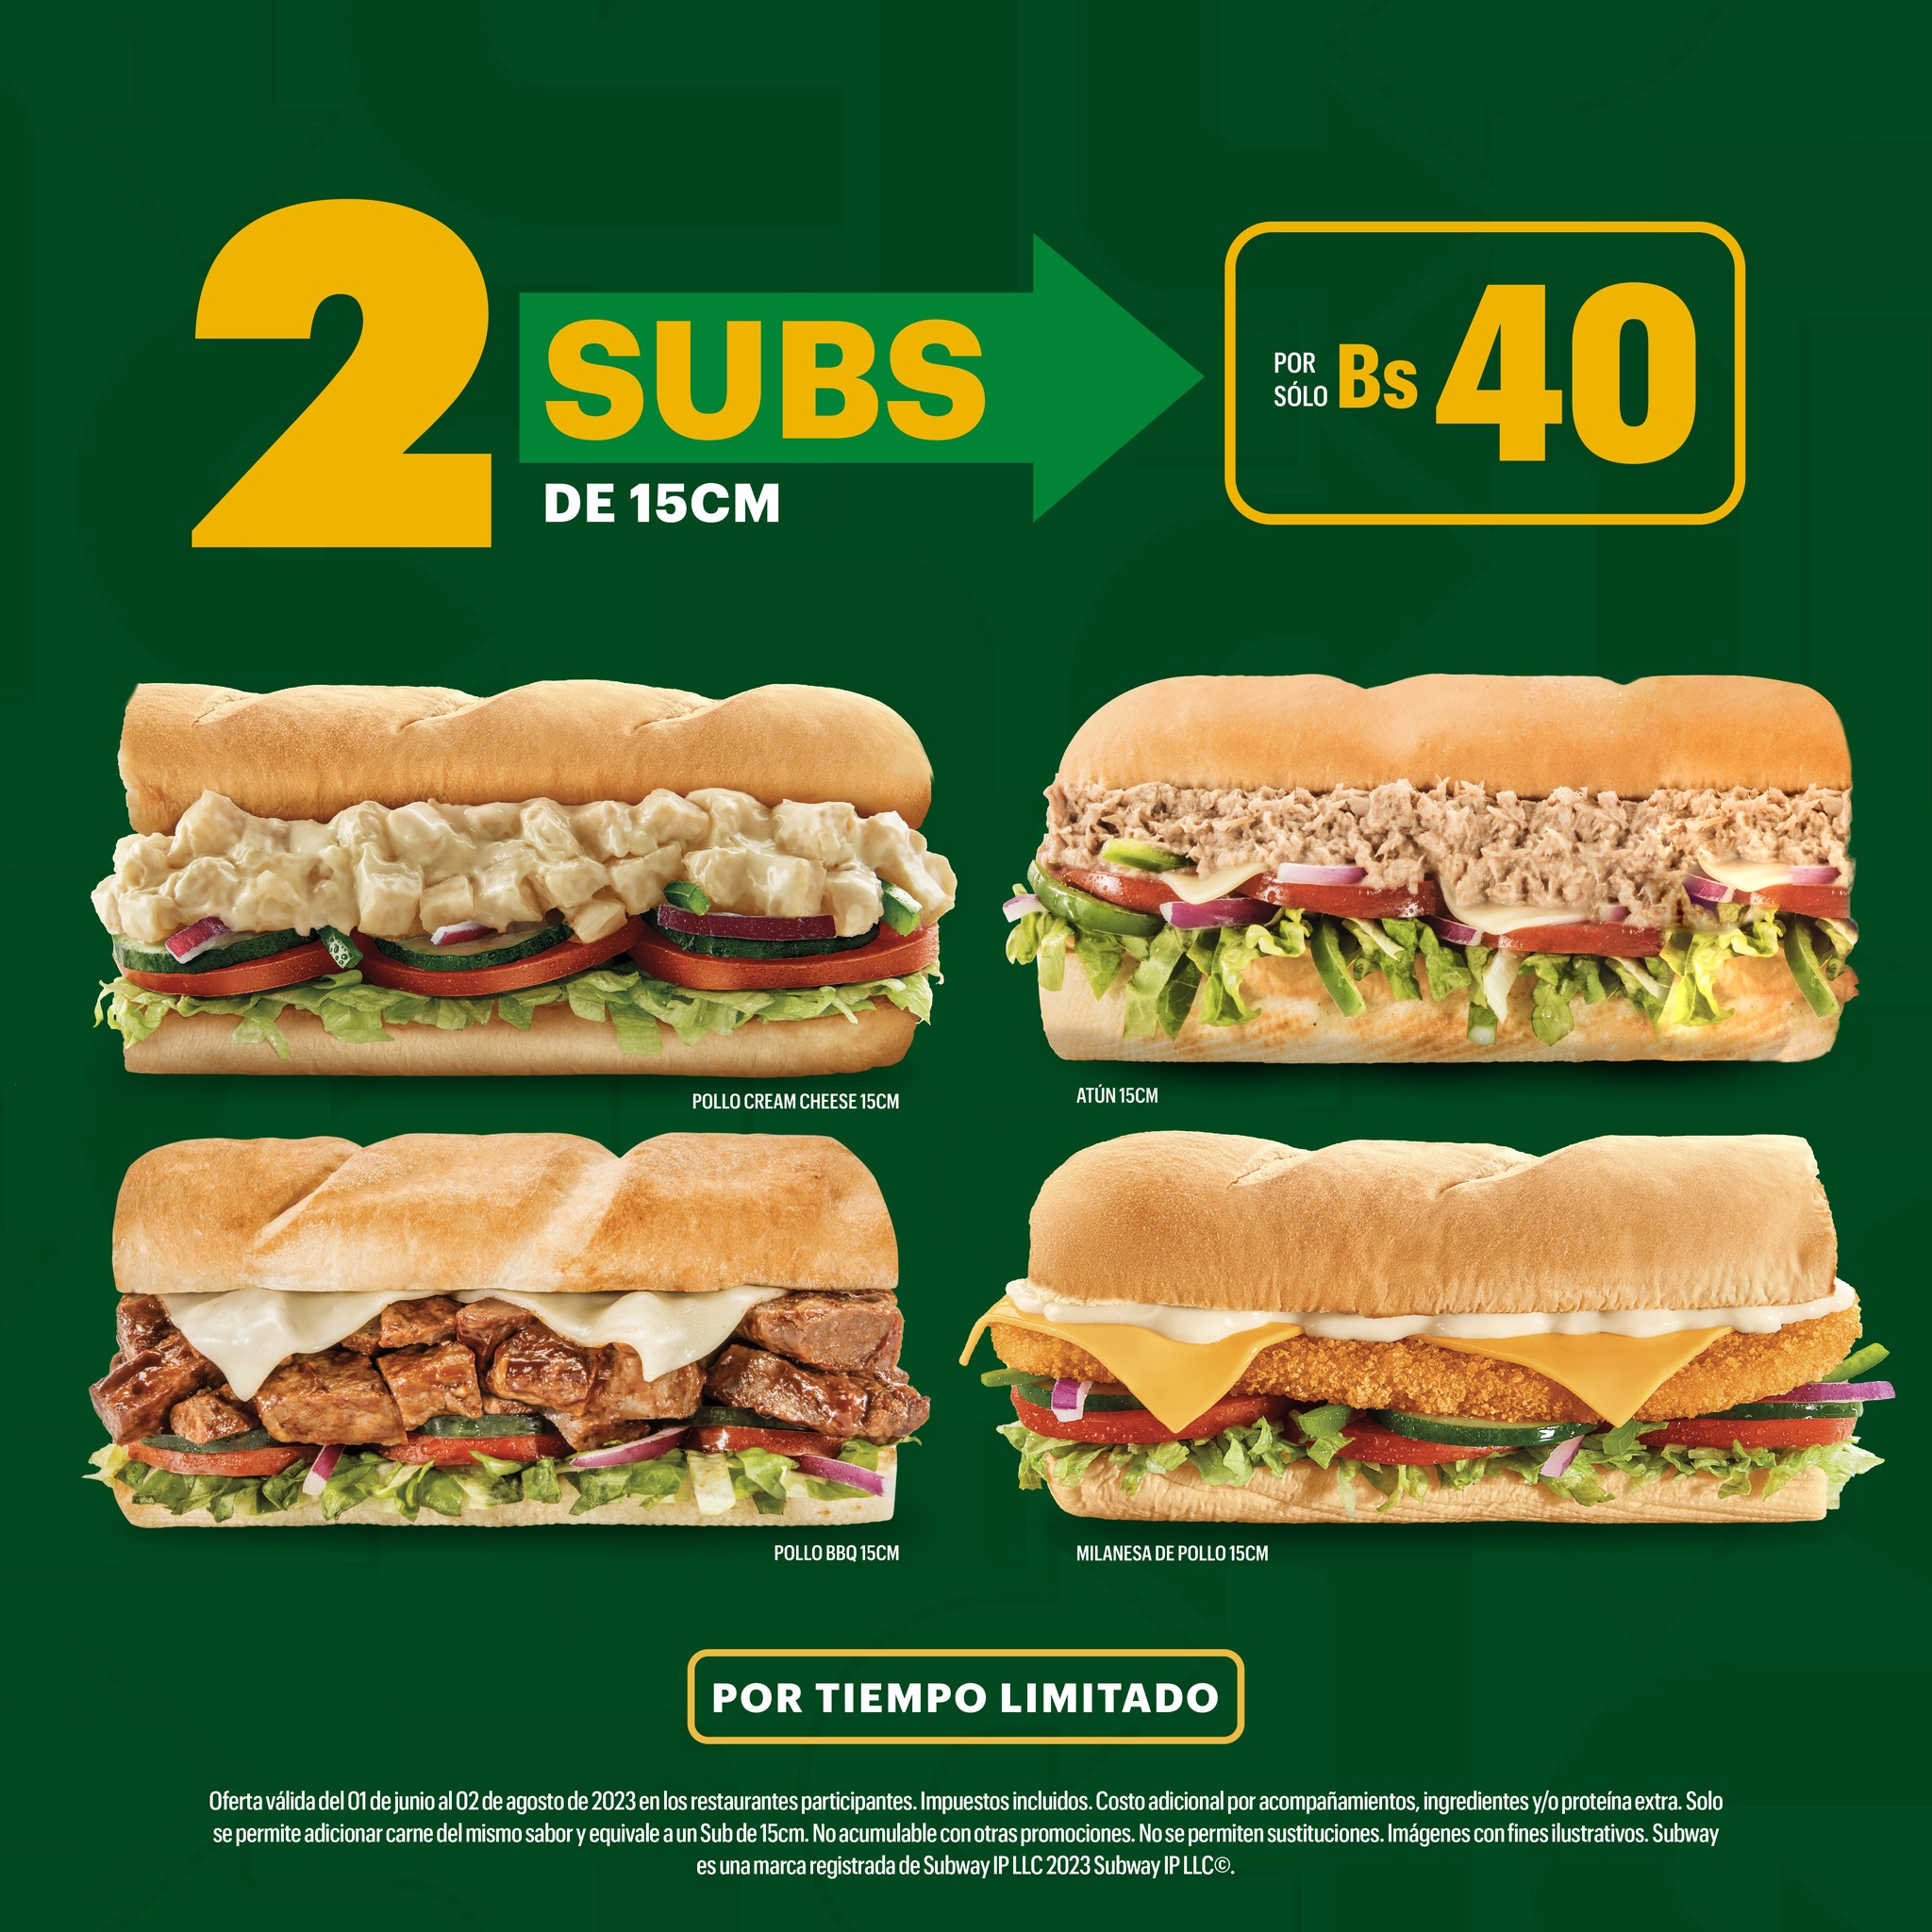 2 SUBS
DE 15CM
POR
SÓLO
Bs 40
POLLO CREAM CHEESE 15CM
ATÚN 15CM
POLLO BBQ 15CM
MILANESA DE POLLO 15CM
POR TIEMPO LIMITADO
Oferta válida del 01 de junio al 02 de agosto de 2023 en los restaurantes participantes. Impuestos incluidos. Costo adicional por acompañamientos, ingredientes y/o proteína extra. Solo
se permite adicionar carne del mismo sabor y equivale a un Sub de 15cm. No acumulable con otras promociones. No se permiten sustituciones. Imágenes con fines ilustrativos. Subway
es una marca registrada de Subway IP LLC 2023 Subway IP LLC©.